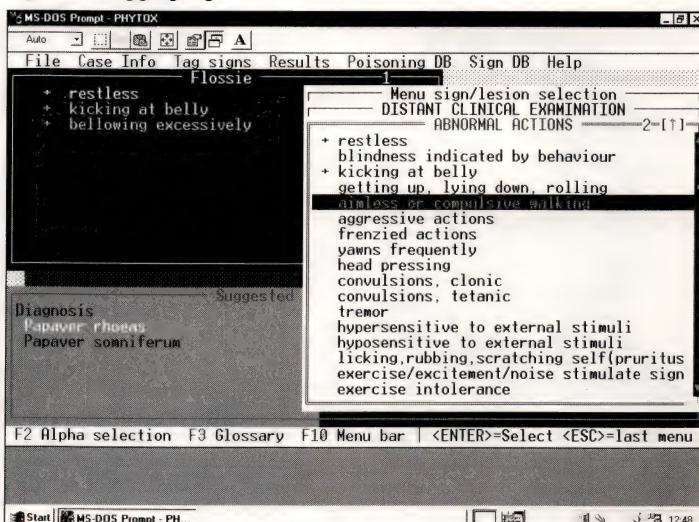 MS-DOS Prompt - PHYTOX
Auto
A
File Case Info Tag signs Results Poisoning DB Sign DB Help
Flossie 1
+ restless
+ kicking at belly
+ bellowing excessively
Menu sign/lesion selection
DISTANT CLINICAL EXAMINATION
ABNORMAL ACTIONS 2-[↑]
+ restless
blindness indicated by behaviour
+ kicking at belly
getting up, lying down, rolling
aimless or compulsive walking
aggressive actions
frenzied actions
yawns frequently
head pressing
convulsions, clonic
convulsions, tetanic
tremor
hypersensitive to external stimuli
hyposensitive to external stimuli
licking,rubbing,scratching self(pruritus
exercise/excitement/noise stimulate sign
exercise intolerance
Suggested
Diagnosis
Papaver rhoeas
Papaver somniferum
F2 Alpha selection F3 Glossary F10 Menu bar | <ENTER>=Select <ESC>=last menu
Start MS-DOS Prompt - PH... 12:48